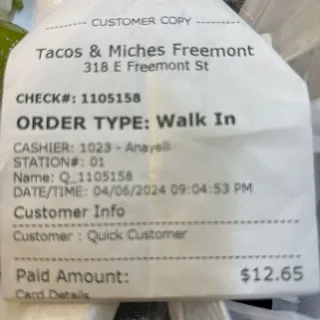 CUSTOMER COPY
Tacos & Miches Freemont
318 E Freemont St
CHECK#: 1105158
ORDER TYPE: Walk In
CASHIER: 1023 - Anayelli
STATION#: 01
Name: Q_1105158
DATE/TIME: 04/06/2024 09:04:53 PM
Customer Info
Customer : Quick Customer
Paid Amount: $12.65
Card Details